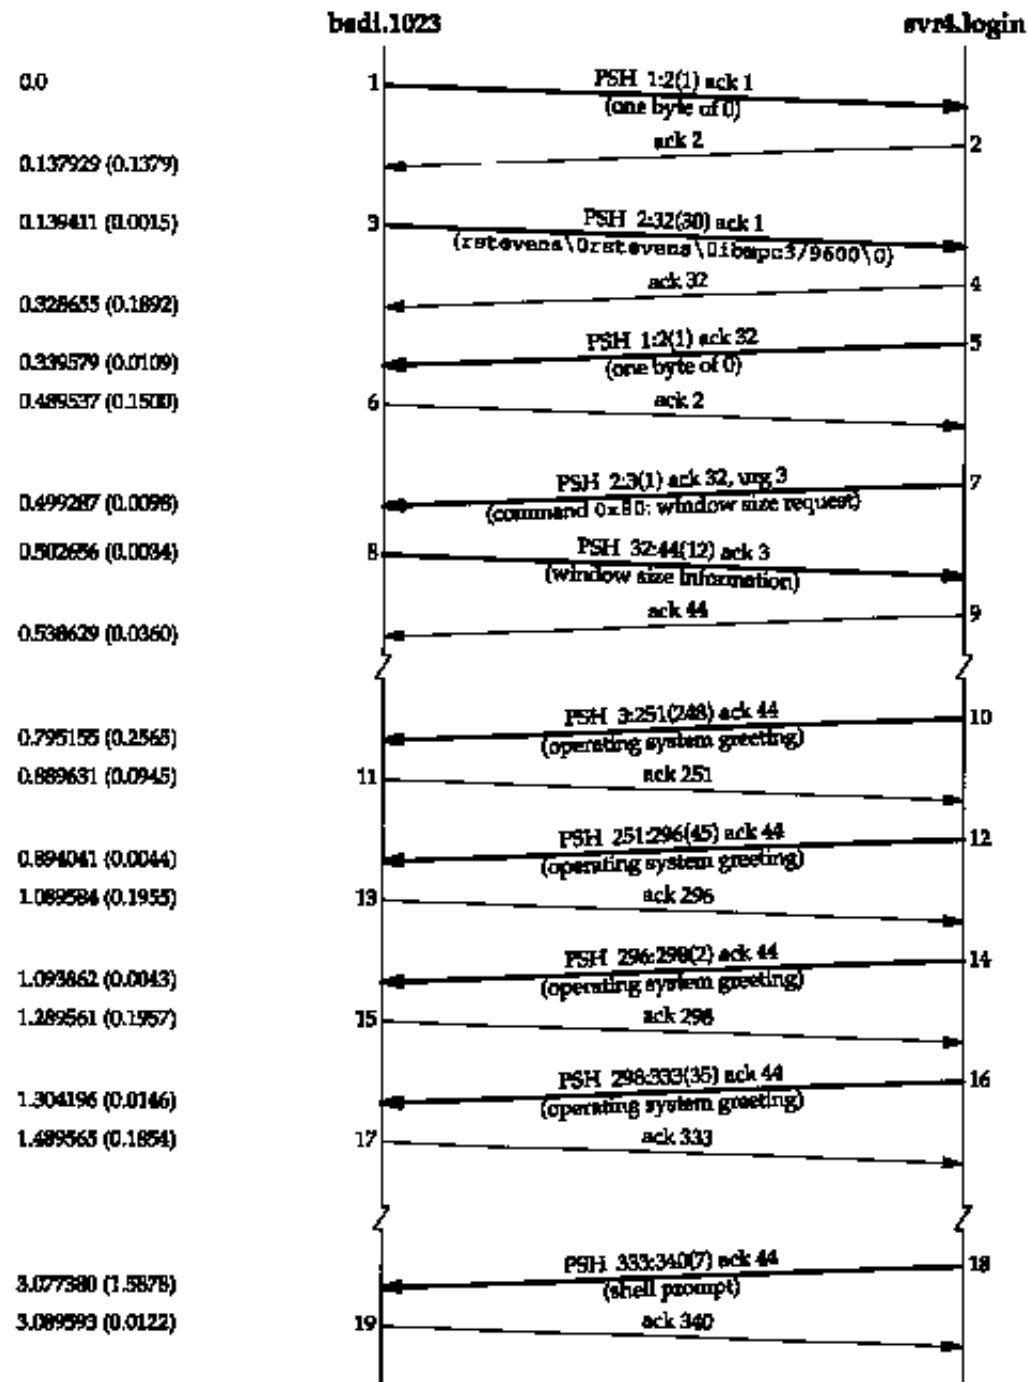 bsdi.1023 svr4.login
0.0 1 PSH 1:2(1) ack 1
(one byte of 0)
ack 2 2
0.137929 (0.1379)
0.139411 (0.0015) 3 PSH 2:32(30) ack 1
(rstevens\0rstevens\0ibmpc3/9600\0)
ack 32 4
0.328655 (0.1892)
PSH 1:2(1) ack 32 5
0.339579 (0.0109) (one byte of 0)
0.489537 (0.1500) 6 ack 2
PSH 2:3(1) ack 32, urg 3 7
0.499287 (0.0098) (command 0x80: window size request)
0.502656 (0.0034) 8 PSH 32:44(12) ack 3
(window size information)
ack 44 9
0.538629 (0.0360)
PSH 3:251(248) ack 44 10
0.795155 (0.2565) (operating system greeting)
0.889631 (0.0945) 11 ack 251
PSH 251:296(45) ack 44 12
0.894041 (0.0044) (operating system greeting)
1.089584 (0.1955) 13 ack 296
PSH 296:298(2) ack 44 14
1.093862 (0.0043) (operating system greeting)
1.289561 (0.1957) 15 ack 298
PSH 298:333(35) ack 44 16
1.304196 (0.0146) (operating system greeting)
1.489565 (0.1854) 17 ack 333
PSH 333:340(7) ack 44 18
3.077380 (1.5878) (shell prompt)
3.089593 (0.0122) 19 ack 340